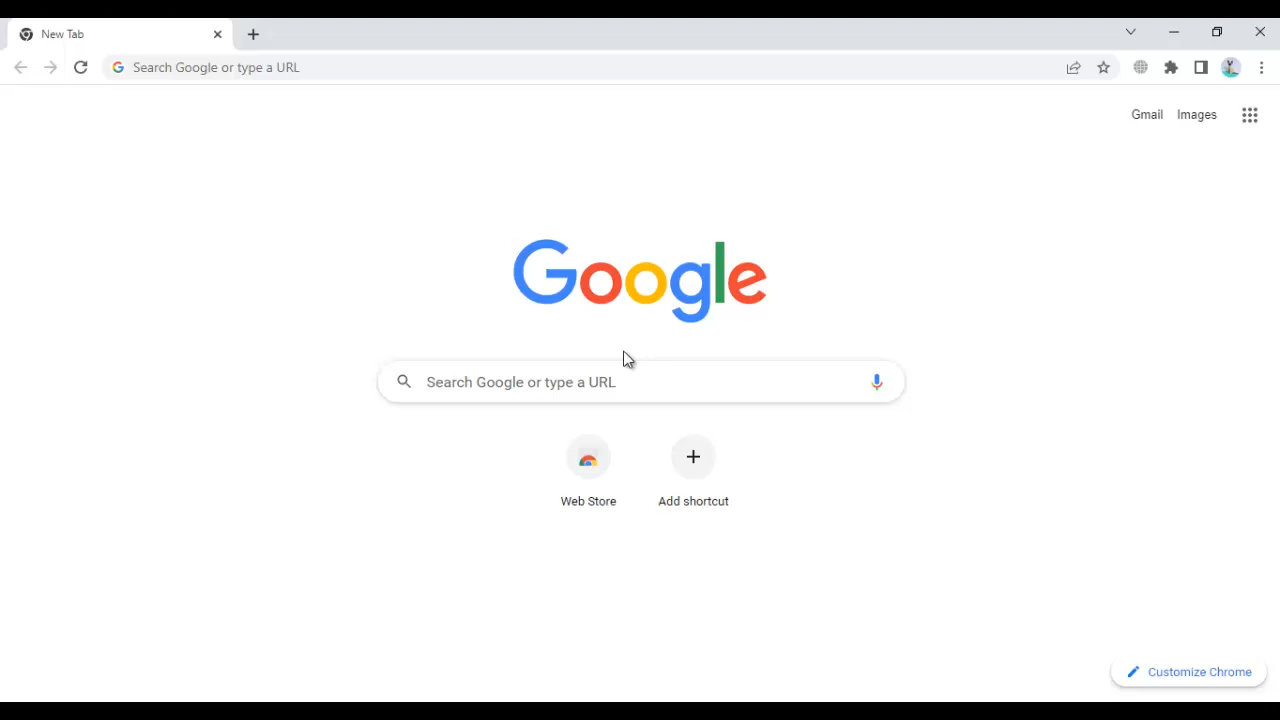 New Tab
Search Google or type a URL
Gmail Images
Google
Search Google or type a URL
Web Store
Add shortcut
Customize Chrome